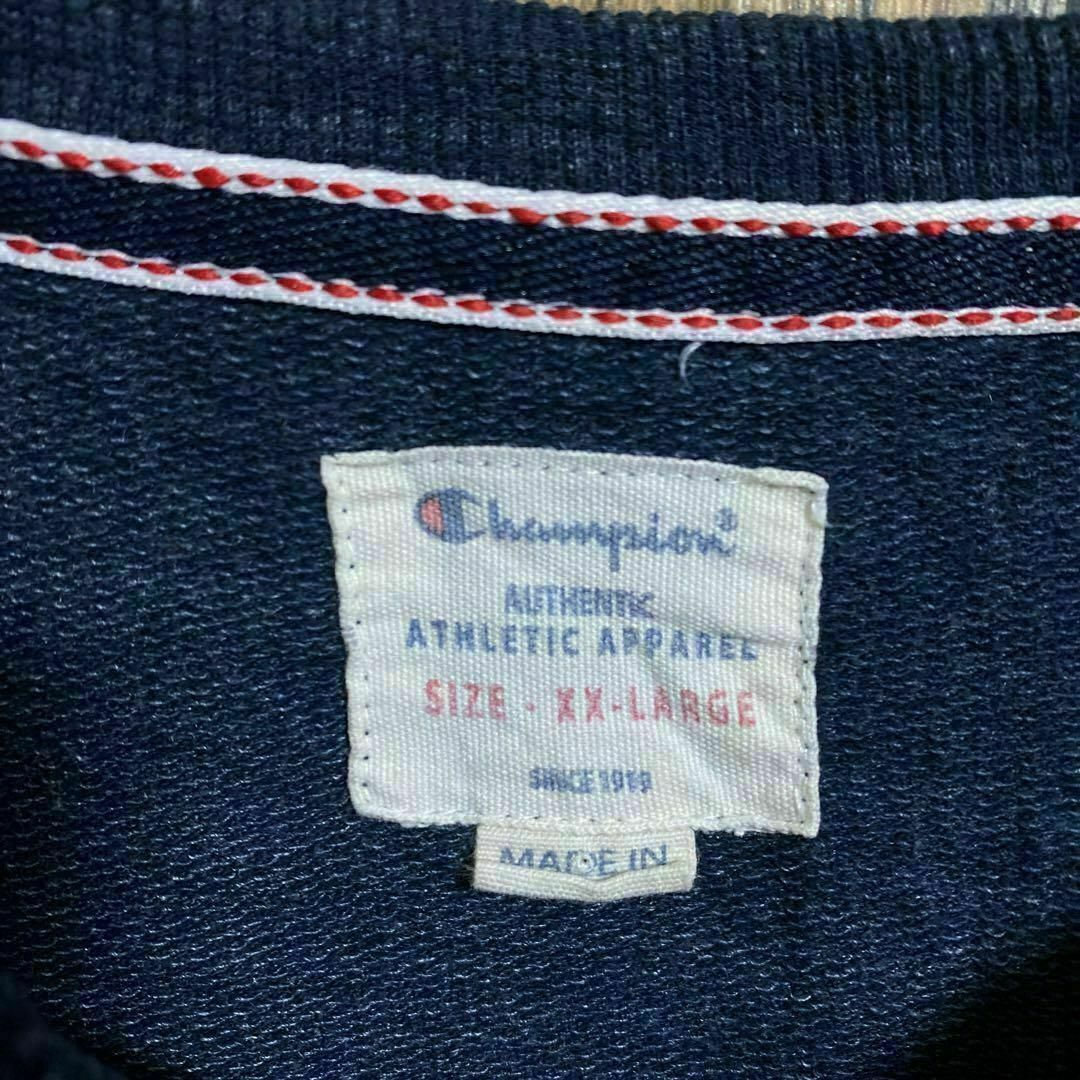 Champion
AUTHENTIC
ATHLETIC APPAREL
SIZE - XX-LARGE
SINCE 1919
MADE IN